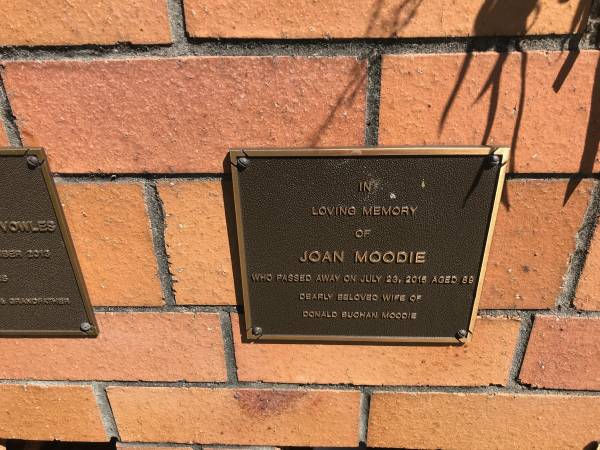 NOWLES
MBER 2013
& GRANDFATHER
IN
LOVING MEMORY
OF
JOAN MOODIE
WHO PASSED AWAY ON JULY 23, 2015 AGED 89
DEARLY BELOVED WIFE OF
DONALD BUCHAN MOODIE